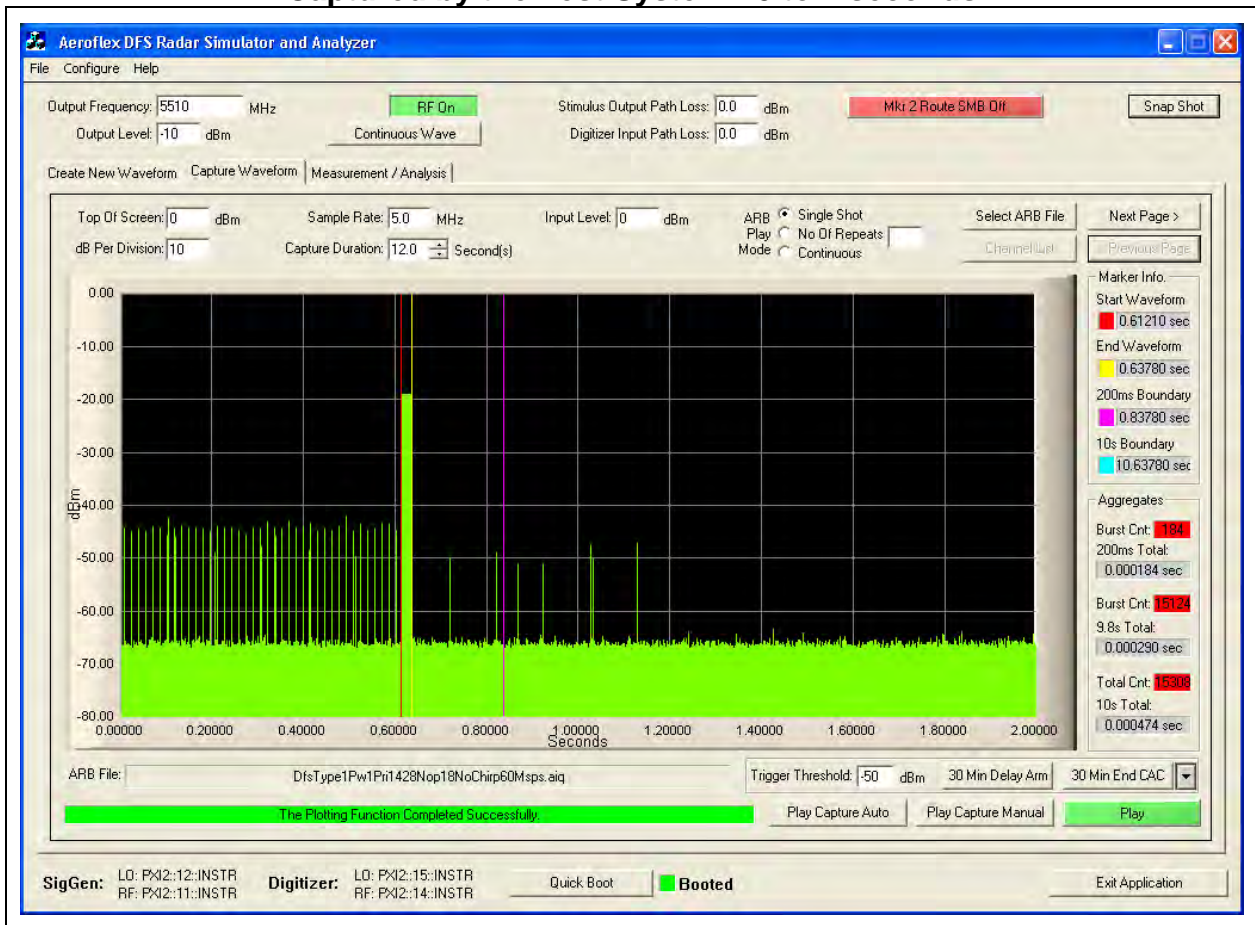 Aeroflex DFS Radar Simulator and Analyzer
File Configure Help
Output Frequency: 5510 MHz RF On Stimulus Output Path Loss: 0.0 dBm Mkr 2 Route SMB Off Snap Shot
Output Level: -10 dBm Continuous Wave Digitizer Input Path Loss: 0.0 dBm
Create New Waveform Capture Waveform Measurement / Analysis
Top Of Screen: 0 dBm Sample Rate: 5.0 MHz Input Level: 0 dBm ARB Play Mode Single Shot Select ARB File Next Page >
No Of Repeats
dB Per Division: 10 Capture Duration: 12.0 Second(s) Continuous Channel List Previous Page
Marker Info.
Start Waveform
0.61210 sec
End Waveform
0.63780 sec
200ms Boundary
0.83780 sec
10s Boundary
10.63780 sec
Aggregates
Burst Cnt: 184
200ms Total:
0.000184 sec
Burst Cnt: 15124
9.8s Total:
0.000290 sec
Total Cnt: 15308
10s Total:
0.000474 sec
0.00
-10.00
-20.00
-30.00
dBm
-40.00
-50.00
-60.00
-70.00
-80.00
0.00000 0.20000 0.40000 0.60000 0.80000 1.00000 1.20000 1.40000 1.60000 1.80000 2.00000
Seconds
ARB File: DfsType1Pw1Pri1428Nop18NoChirp60Msps.aiq Trigger Threshold: -50 dBm 30 Min Delay Arm 30 Min End CAC
The Plotting Function Completed Successfully. Play Capture Auto Play Capture Manual Play
SigGen: LO: PXI2::12::INSTR Digitizer: LO: PXI2::15::INSTR Quick Boot Booted Exit Application
RF: PXI2::11::INSTR RF: PXI2::14::INSTR